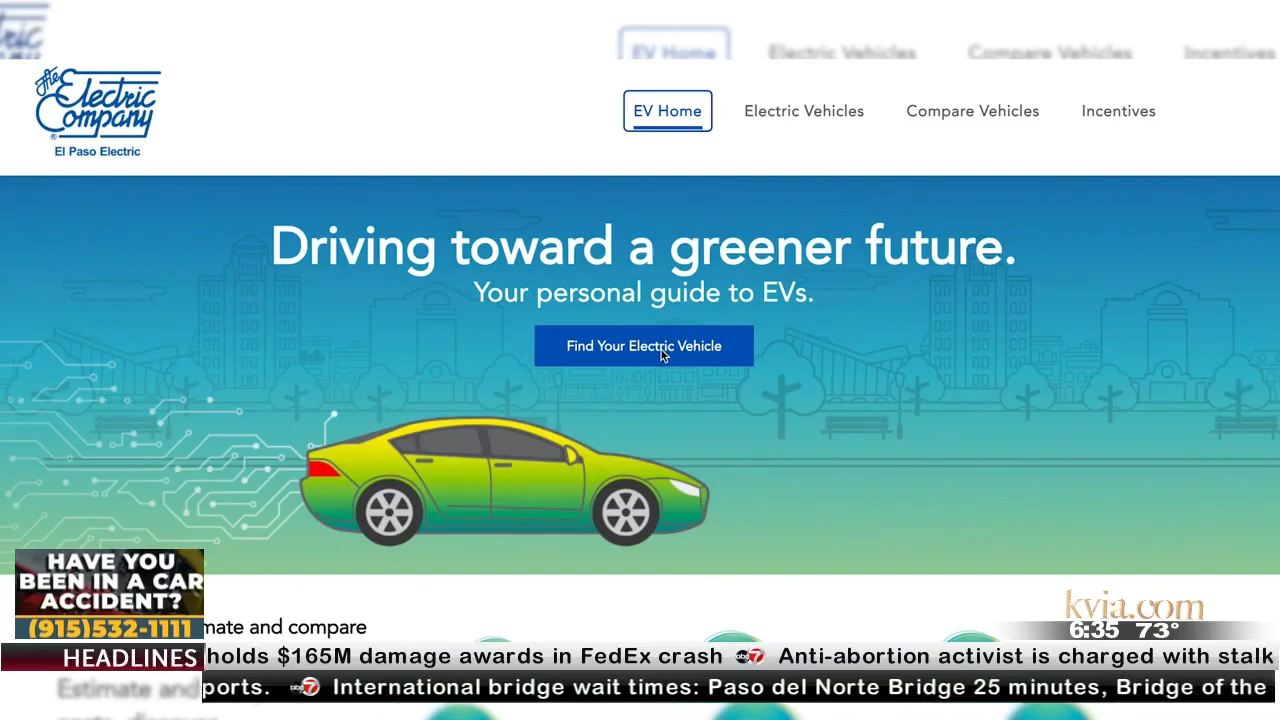 EV Home Electric Vehicles Compare Vehicles Incentives
The Electric Company
®
El Paso Electric
EV Home Electric Vehicles Compare Vehicles Incentives
Driving toward a greener future.
Your personal guide to EVs.
Find Your Electric Vehicle
HAVE YOU
BEEN IN A CAR
ACCIDENT?
(915)532-1111
mate and compare
kvia.com
6:35 73°
HEADLINES holds $165M damage awards in FedEx crash abc7 Anti-abortion activist is charged with stalk
Estimate and
ports. abc7 International bridge wait times: Paso del Norte Bridge 25 minutes, Bridge of the